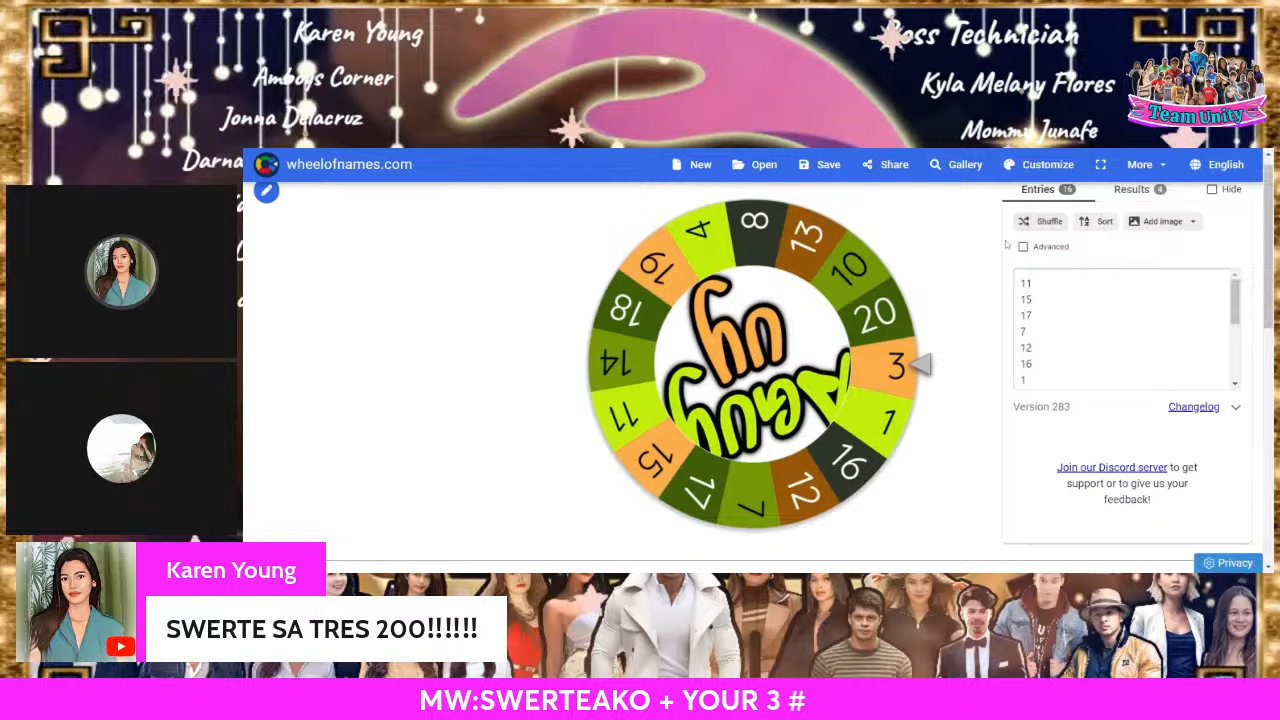 Karen Young
Amboys Corner
Jonna Delacruz
Darna
Boss Technician
Kyla Melany Flores
Mommy Junafe
Team Unity
wheelofnames.com
New
Open
Save
Share
Gallery
Customize
More
English
Entries 16
Results 4
Hide
Shuffle
Sort
Add image
Advanced
11
15
17
7
12
16
1
Version 283
Changelog
Join our Discord server to get
support or to give us your
feedback!
Privacy
4
8
13
10
20
3
1
16
12
7
17
15
11
14
18
19
Aguy
uy
Karen Young
SWERTE SA TRES 200!!!!!!
MW:SWERTEAKO + YOUR 3 #